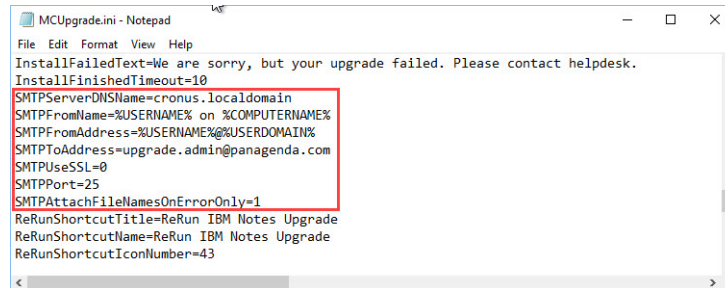 MCUpgrade.ini - Notepad
File Edit Format View Help
InstallFailedText=We are sorry, but your upgrade failed. Please contact helpdesk.
InstallFinishedTimeout=10
SMTPServerDNSName=cronus.localdomain
SMTPFromName=%USERNAME% on %COMPUTERNAME%
SMTPFromAddress=%USERNAME%@%USERDOMAIN%
SMTPToAddress=upgrade.admin@panagenda.com
SMTPUseSSL=0
SMTPPort=25
SMTPAttachFileNamesOnErrorOnly=1
ReRunShortcutTitle=ReRun IBM Notes Upgrade
ReRunShortcutName=ReRun IBM Notes Upgrade
ReRunShortcutIconNumber=43